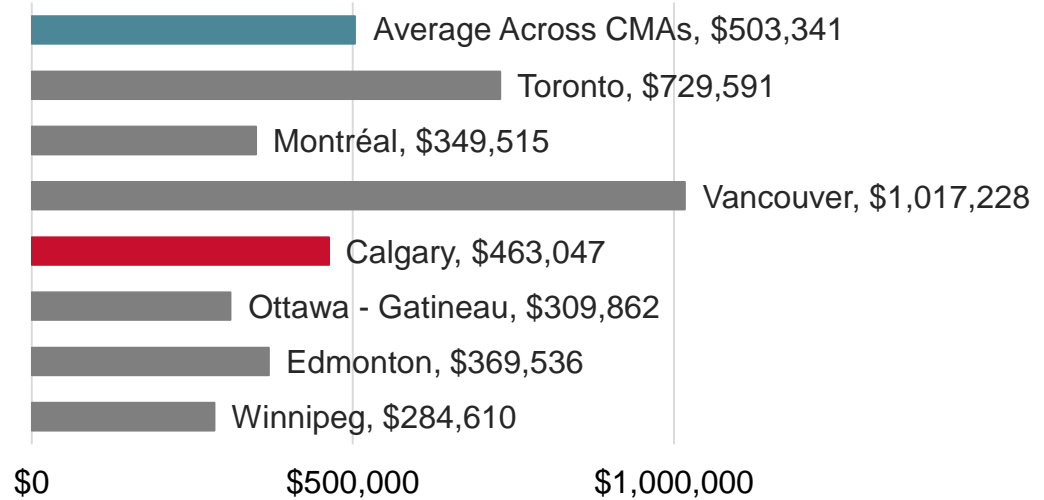 Average Across CMAs, $503,341
Toronto, $729,591
Montréal, $349,515
Vancouver, $1,017,228
Calgary, $463,047
Ottawa - Gatineau, $309,862
Edmonton, $369,536
Winnipeg, $284,610
$0 $500,000 $1,000,000